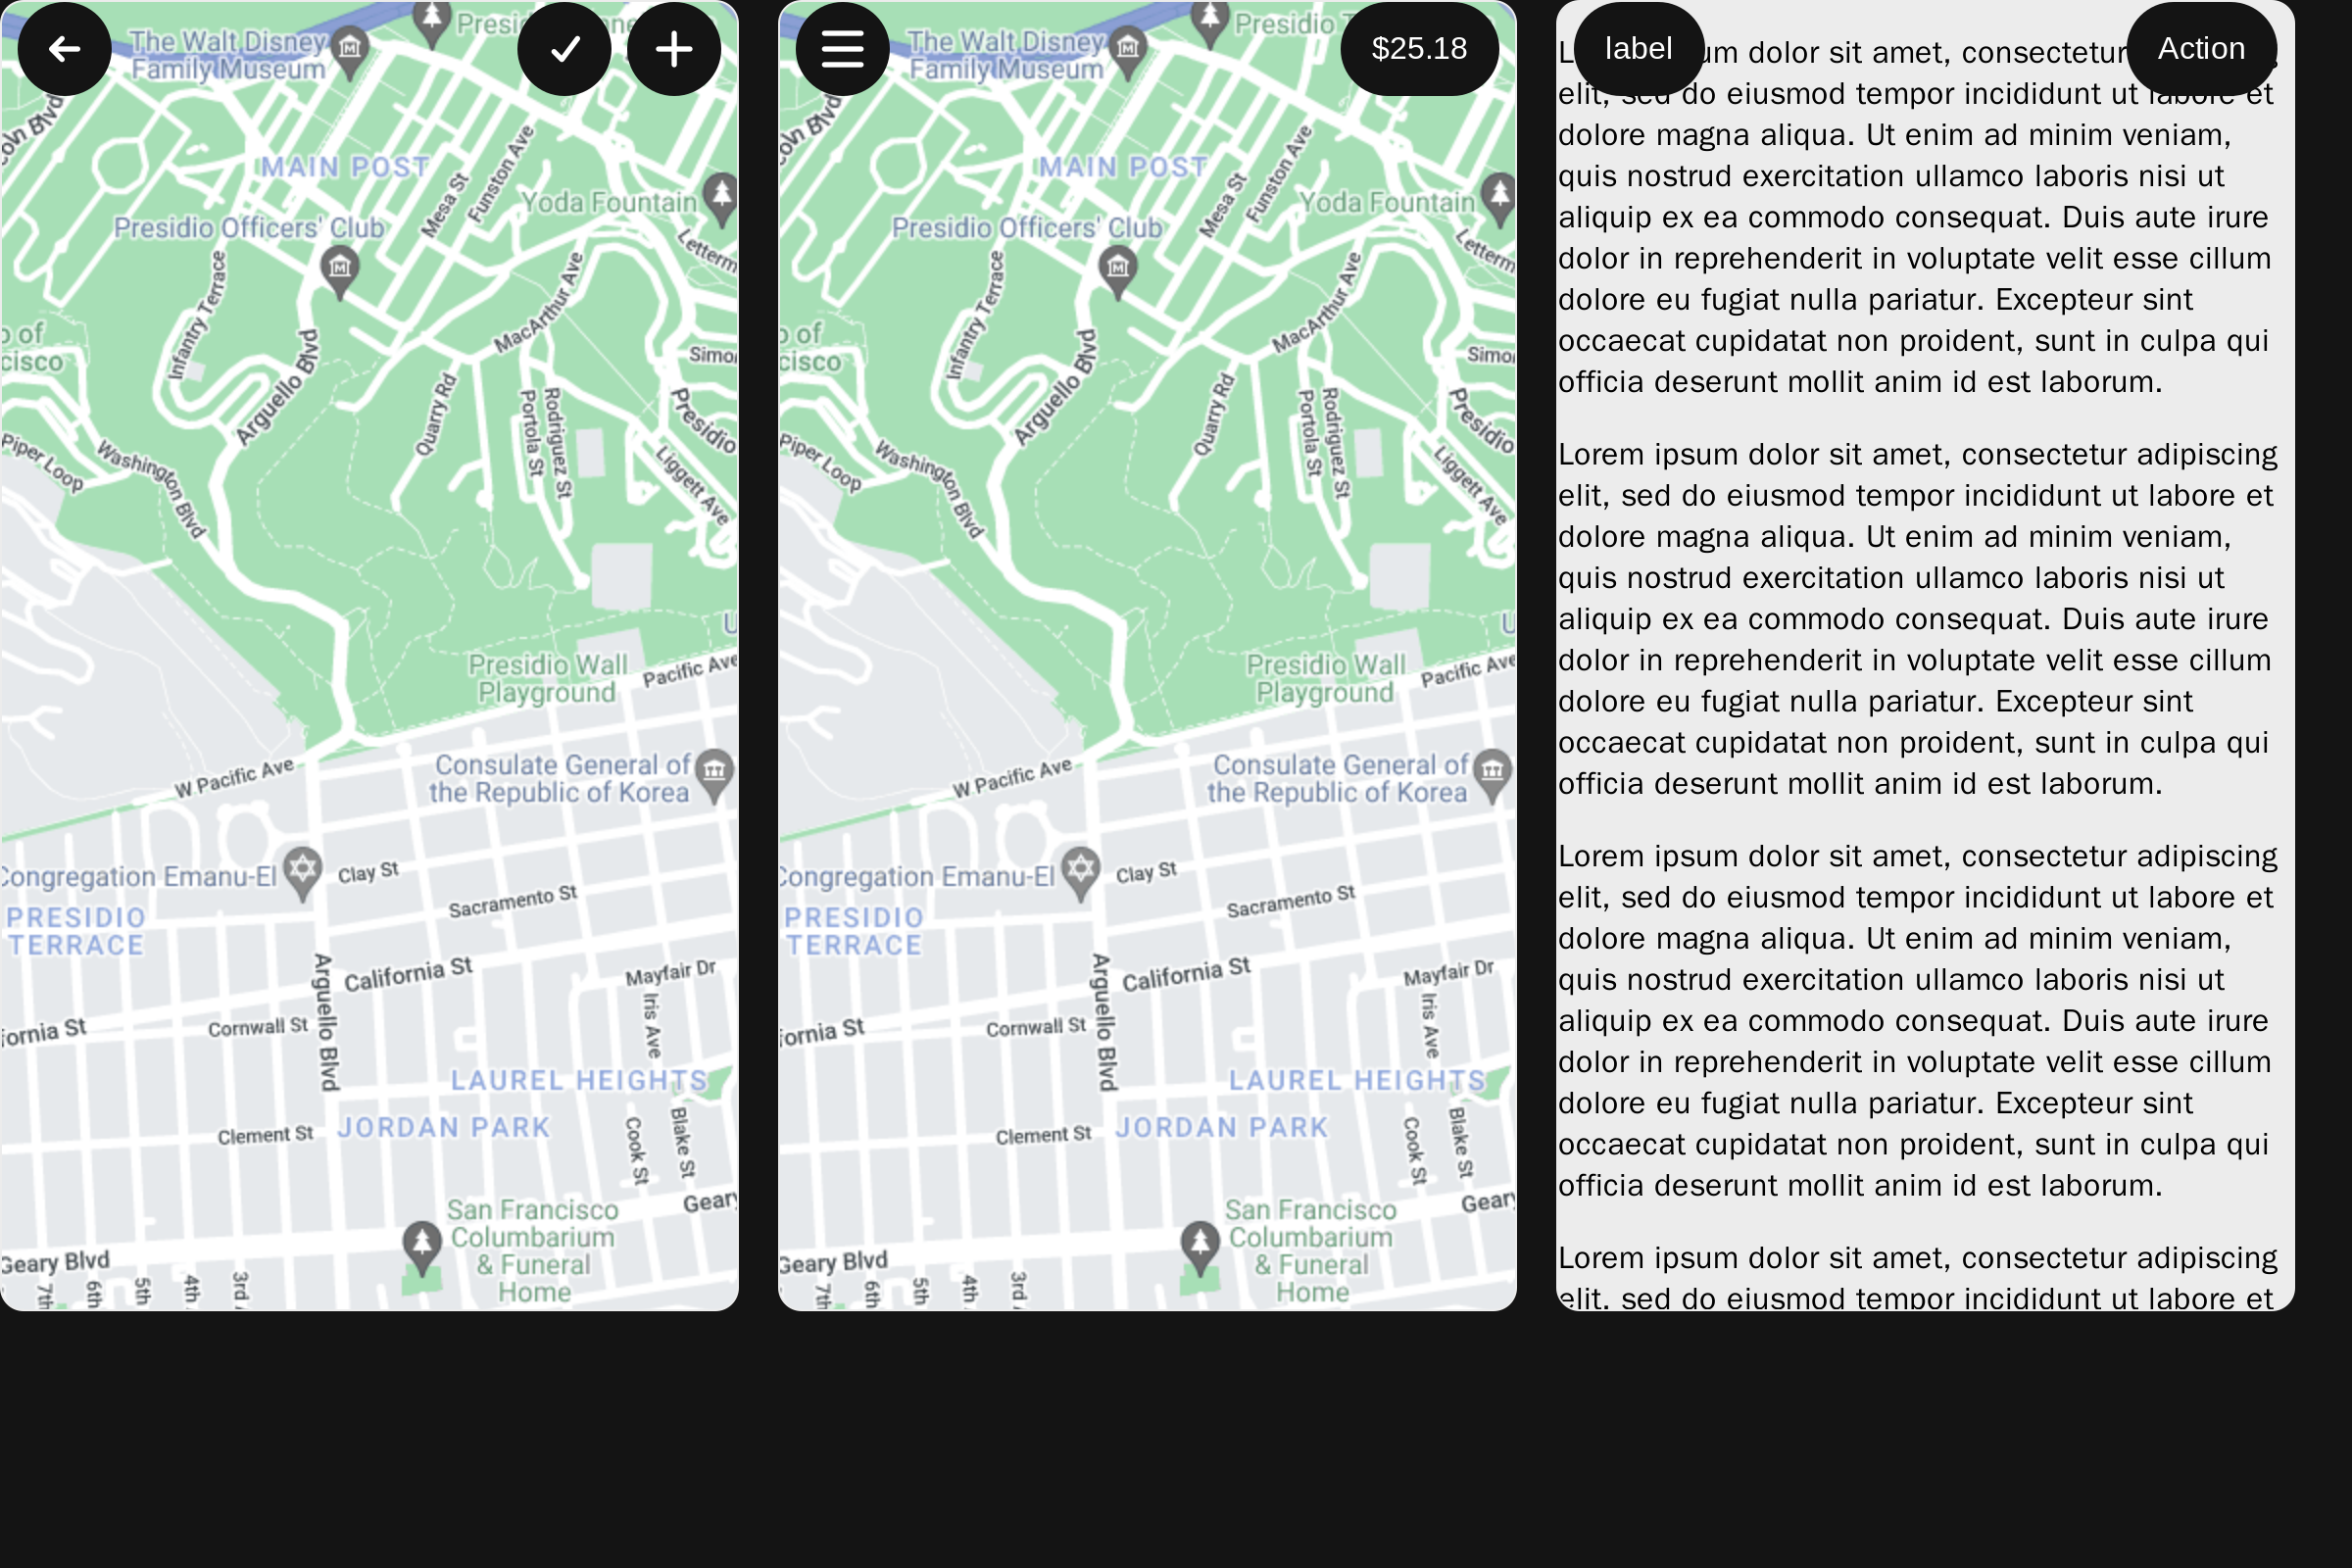 The Walt Disney
Family Museum
MAIN POST
Mesa St
Funston Ave
Yoda Fountain
Presidio Officers' Club
Infantry Terrace
MacArthur Ave
Arguello Blvd
Quarry Rd
Rodriguez St
Portola St
Presidio
Piper Loop
Washington Blvd
Liggett Ave
Presidio Wall
Playground
Pacific Ave
W Pacific Ave
Consulate General of
the Republic of Korea
Congregation Emanu-El
Clay St
Sacramento St
PRESIDIO
TERRACE
California St
Mayfair Dr
Arguello Blvd
Iris Ave
fornia St
Cornwall St
LAUREL HEIGHTS
JORDAN PARK
Clement St
Cook St
Blake St
San Francisco
Columbarium
& Funeral
Home
Geary
Geary Blvd
7th
6th
5th
4th
3rd
$25.18
The Walt Disney
Family Museum
Presidio
MAIN POST
Mesa St
Funston Ave
Yoda Fountain
Presidio Officers' Club
Infantry Terrace
MacArthur Ave
Arguello Blvd
Quarry Rd
Rodriguez St
Portola St
Presidio
Piper Loop
Washington Blvd
Liggett Ave
Presidio Wall
Playground
Pacific Ave
W Pacific Ave
Consulate General of
the Republic of Korea
Congregation Emanu-El
Clay St
Sacramento St
PRESIDIO
TERRACE
California St
Mayfair Dr
Arguello Blvd
Iris Ave
fornia St
Cornwall St
LAUREL HEIGHTS
JORDAN PARK
Clement St
Cook St
Blake St
San Francisco
Columbarium
& Funeral
Home
Geary
Geary Blvd
7th
6th
5th
4th
3rd
label
Action
um dolor sit amet, consectetur
elit, sed do eiusmod tempor incididunt ut labore et
dolore magna aliqua. Ut enim ad minim veniam,
quis nostrud exercitation ullamco laboris nisi ut
aliquip ex ea commodo consequat. Duis aute irure
dolor in reprehenderit in voluptate velit esse cillum
dolore eu fugiat nulla pariatur. Excepteur sint
occaecat cupidatat non proident, sunt in culpa qui
officia deserunt mollit anim id est laborum.
Lorem ipsum dolor sit amet, consectetur adipiscing
elit, sed do eiusmod tempor incididunt ut labore et
dolore magna aliqua. Ut enim ad minim veniam,
quis nostrud exercitation ullamco laboris nisi ut
aliquip ex ea commodo consequat. Duis aute irure
dolor in reprehenderit in voluptate velit esse cillum
dolore eu fugiat nulla pariatur. Excepteur sint
occaecat cupidatat non proident, sunt in culpa qui
officia deserunt mollit anim id est laborum.
Lorem ipsum dolor sit amet, consectetur adipiscing
elit, sed do eiusmod tempor incididunt ut labore et
dolore magna aliqua. Ut enim ad minim veniam,
quis nostrud exercitation ullamco laboris nisi ut
aliquip ex ea commodo consequat. Duis aute irure
dolor in reprehenderit in voluptate velit esse cillum
dolore eu fugiat nulla pariatur. Excepteur sint
occaecat cupidatat non proident, sunt in culpa qui
officia deserunt mollit anim id est laborum.
Lorem ipsum dolor sit amet, consectetur adipiscing
elit, sed do eiusmod tempor incididunt ut labore et